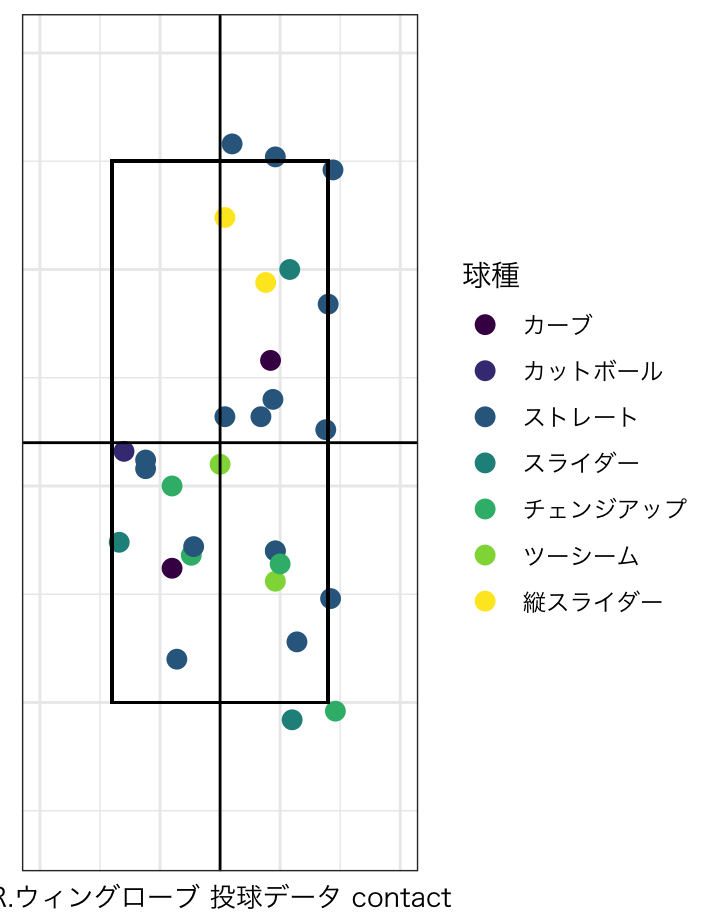 球種
カーブ
カットボール
ストレート
スライダー
チェンジアップ
ツーシーム
縦スライダー
R.ウィングローブ 投球データ contact